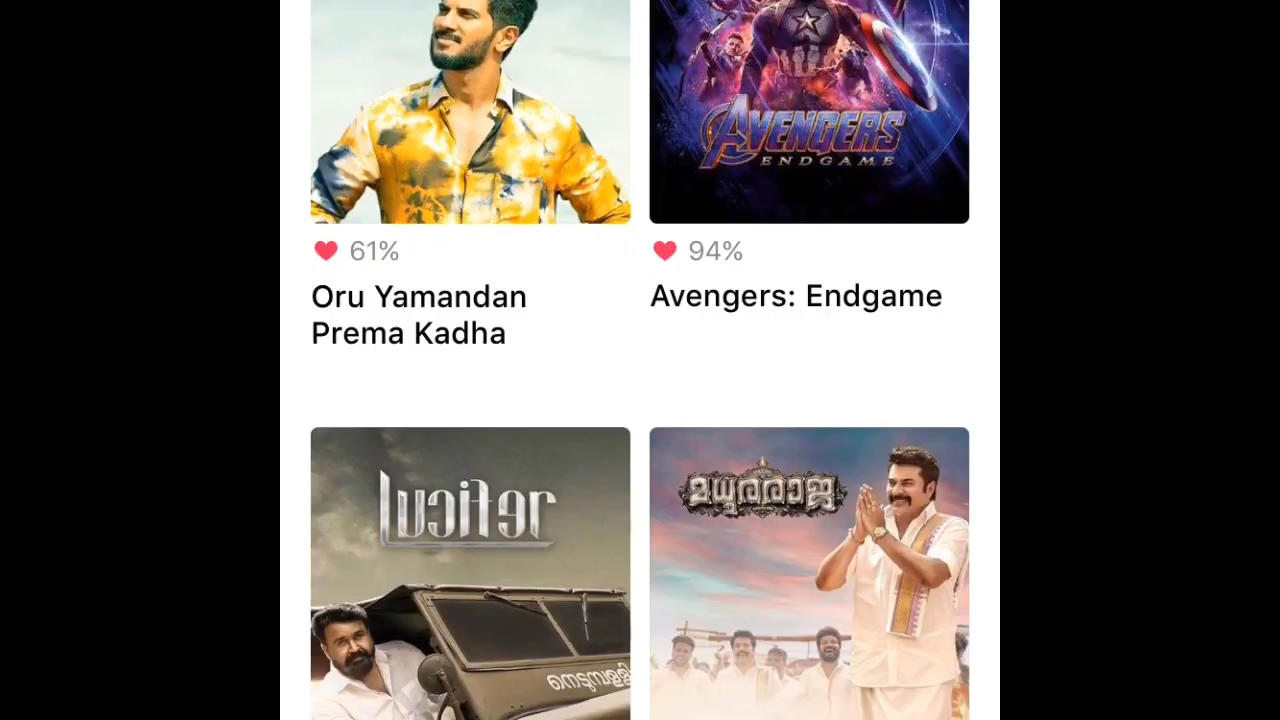 AVENGERS
ENDGAME
61%
94%
Oru Yamandan
Prema Kadha
Avengers: Endgame
Lucifer
മധുരരാജ